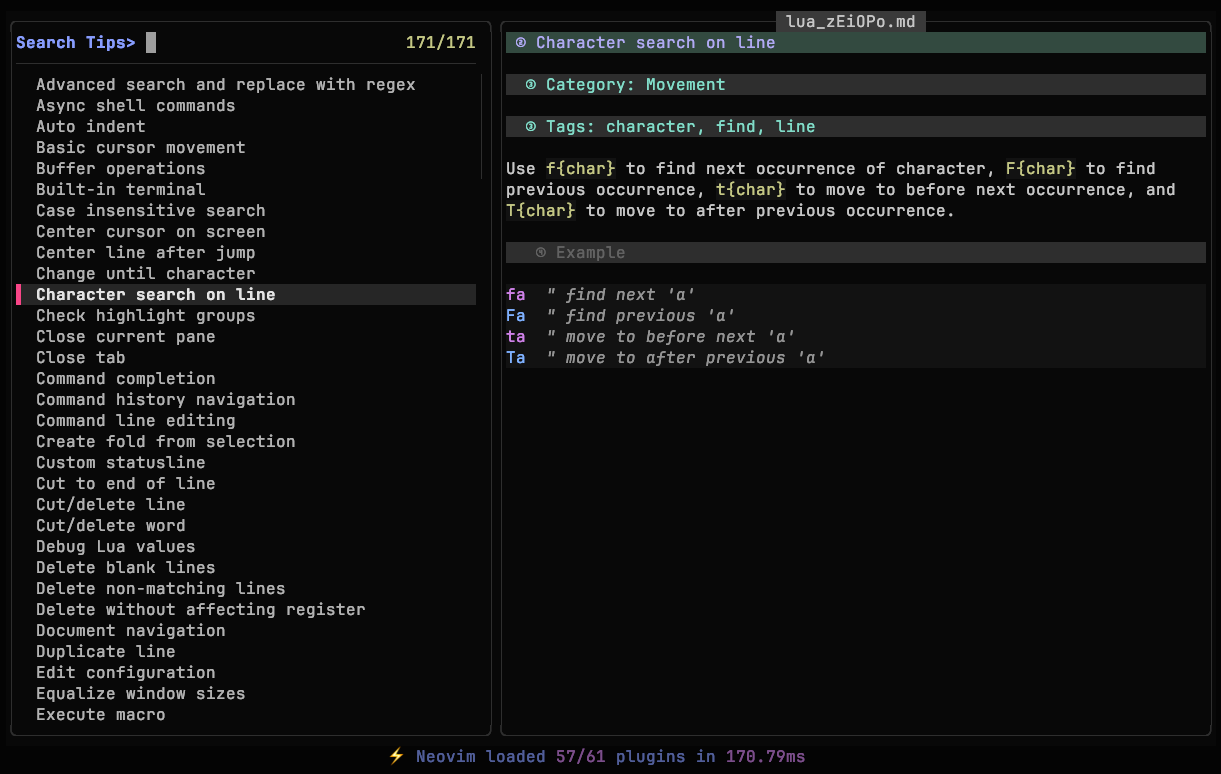 lua_zEiOPo.md
Search Tips> 171/171
Advanced search and replace with regex
Async shell commands
Auto indent
Basic cursor movement
Buffer operations
Built-in terminal
Case insensitive search
Center cursor on screen
Center line after jump
Change until character
Character search on line
Check highlight groups
Close current pane
Close tab
Command completion
Command history navigation
Command line editing
Create fold from selection
Custom statusline
Cut to end of line
Cut/delete line
Cut/delete word
Debug Lua values
Delete blank lines
Delete non-matching lines
Delete without affecting register
Document navigation
Duplicate line
Edit configuration
Equalize window sizes
Execute macro
② Character search on line
③ Category: Movement
③ Tags: character, find, line
Use f{char} to find next occurrence of character, F{char} to find
previous occurrence, t{char} to move to before next occurrence, and
T{char} to move to after previous occurrence.
④ Example
fa " find next 'a'
Fa " find previous 'a'
ta " move to before next 'a'
Ta " move to after previous 'a'
⚡ Neovim loaded 57/61 plugins in 170.79ms